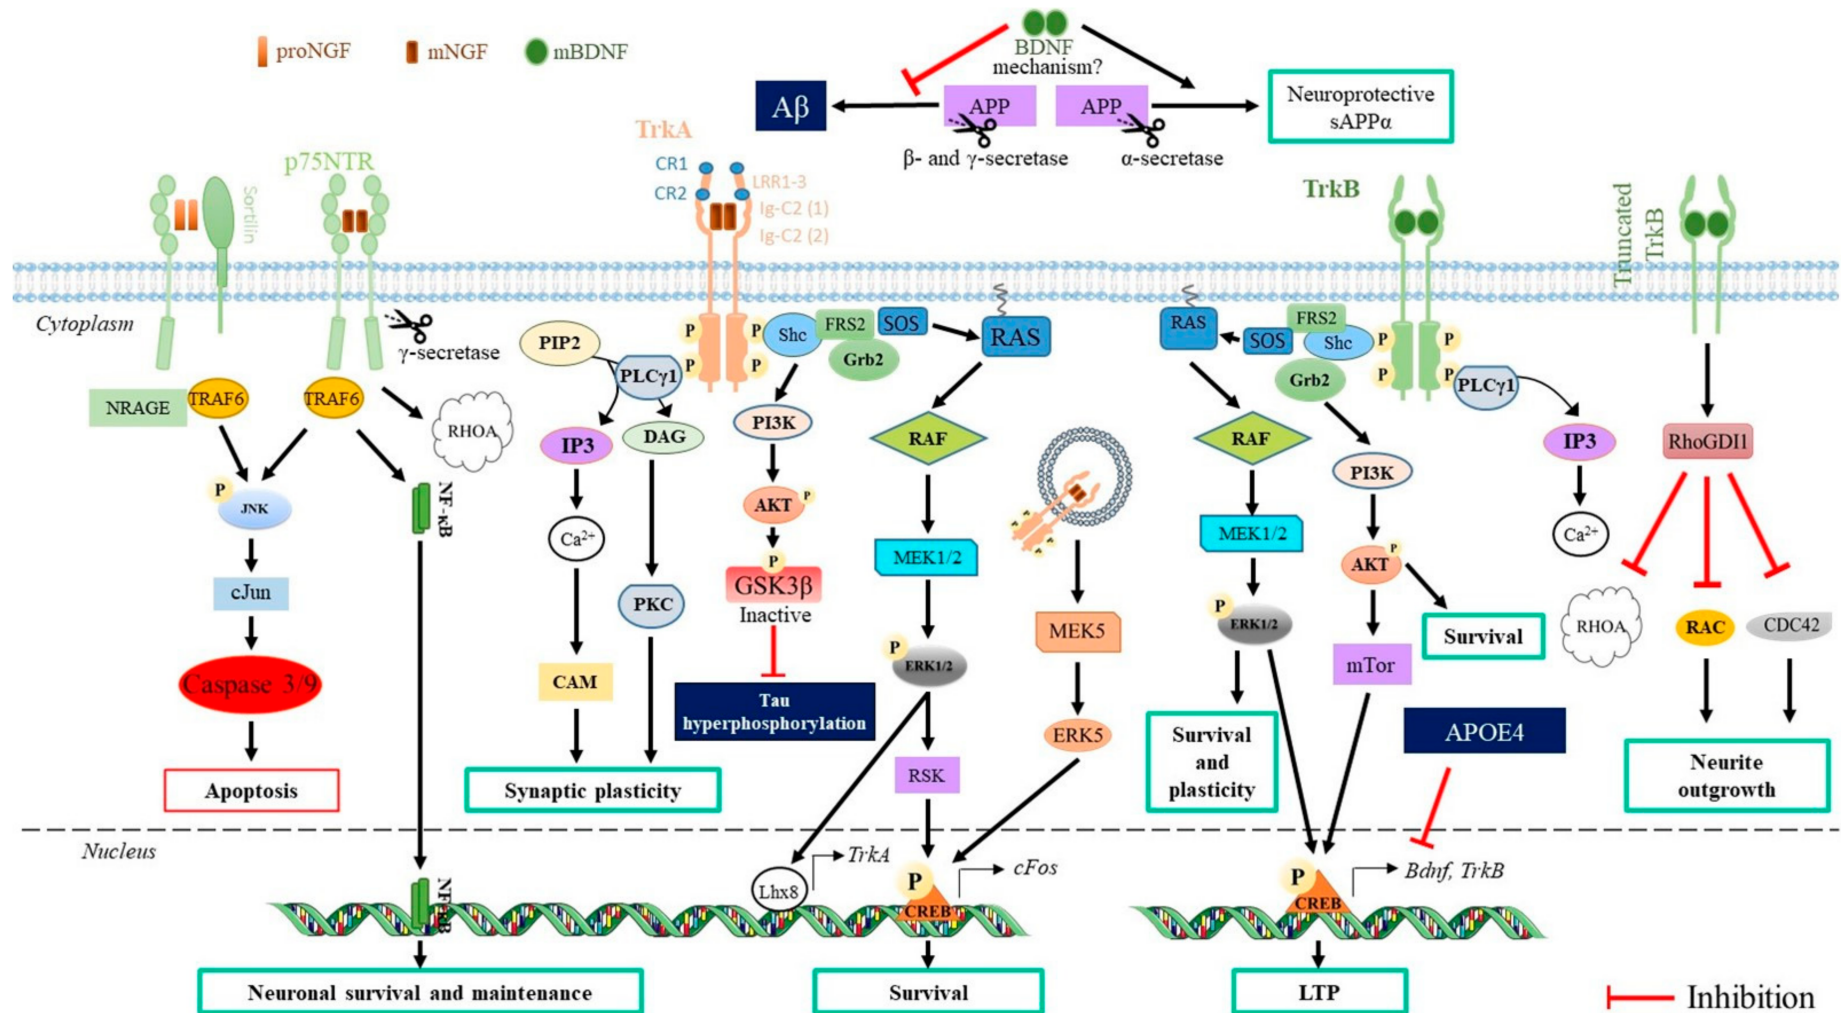 proNGF
mNGF
mBDNF
BDNF
mechanism?
Aβ
APP
APP
Neuroprotective
sAPPα
β- and γ-secretase
α-secretase
p75NTR
Sortilin
TrkA
CR1
CR2
LRR1-3
Ig-C2 (1)
Ig-C2 (2)
TrkB
Truncated
TrkB
Cytoplasm
γ-secretase
NRAGE
TRAF6
TRAF6
RHOA
P
JNK
NF-κB
cJun
Caspase 3/9
Apoptosis
PIP2
PLCγ1
IP3
DAG
Ca2+
PKC
CAM
Synaptic plasticity
P
P
P
P
Shc
FRS2
Grb2
SOS
RAS
PI3K
AKT
P
P
GSK3β
Inactive
Tau
hyperphosphorylation
RAF
MEK1/2
P
ERK1/2
RSK
P
P
P
P
MEK5
ERK5
RAS
SOS
FRS2
Shc
Grb2
P
P
P
P
PLCγ1
IP3
Ca2+
RAF
MEK1/2
P
ERK1/2
Survival
and
plasticity
PI3K
AKT
P
Survival
mTor
APOE4
RhoGDI1
RHOA
RAC
CDC42
Neurite
outgrowth
Nucleus
NF-κB
Lhx8
TrkA
P
CREB
cFos
P
CREB
Bdnf, TrkB
Neuronal survival and maintenance
Survival
LTP
Inhibition